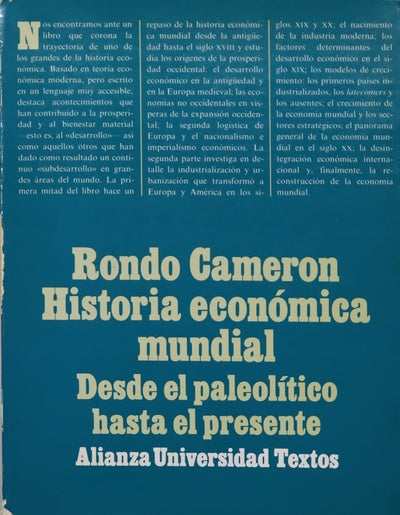 Nos encontramos ante un
libro que corona la
trayectoria de uno de
los grandes de la historia eco-
nómica. Basado en teoría eco-
nómica moderna, pero escrito
en un lenguaje muy accesible,
destaca acontecimientos que
han contribuido a la prosperi-
dad y al bienestar material
—esto es, al «desarrollo»— así
como aquellos otros que han
dado como resultado un conti-
nuo «subdesarrollo» en gran-
des áreas del mundo. La pri-
mera mitad del libro hace un
repaso de la historia económi-
ca mundial desde la antigüe-
dad hasta el siglo XVIII y estu-
dia los orígenes de la prosperi-
dad occidental: el desarrollo
económico en la antigüedad y
en la Europa medieval; las eco-
nomías no occidentales en vís-
peras de la expansión occiden-
tal; la segunda logística de
Europa y el nacionalismo e
imperialismo económicos. La
segunda parte investiga en de-
talle la industrialización y ur-
banización que transformó a
Europa y América en los si-
glos XIX y XX: el nacimiento
de la industria moderna; los
factores determinantes del
desarrollo económico en el si-
glo XIX; los modelos de creci-
miento; los primeros países in-
dustrializados, los latecomers y
los ausentes; el crecimiento de
la economía mundial y los sec-
tores estratégicos; el panorama
general de la economía mun-
dial en el siglo XX; la desin-
tegración económica interna-
cional y, finalmente, la re-
construcción de la economía
mundial.
Rondo Cameron
Historia económica
mundial
Desde el paleolítico
hasta el presente
Alianza Universidad Textos